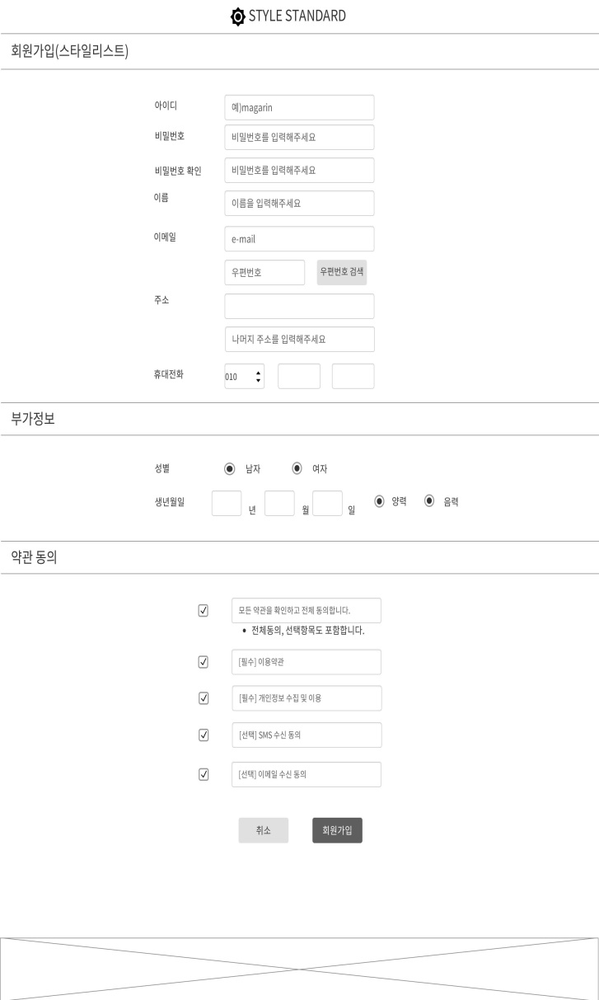 STYLE STANDARD
회원가입(스타일리스트)
아이디 예)magarin
비밀번호 비밀번호를 입력해주세요
비밀번호 확인 비밀번호를 입력해주세요
이름 이름을 입력해주세요
이메일 e-mail
우편번호 우편번호 검색
주소
나머지 주소를 입력해주세요
휴대전화 010
부가정보
성별 남자 여자
생년월일 년 월 일 양력 음력
약관 동의
모든 약관을 확인하고 전체 동의합니다.
• 전체동의, 선택항목도 포함합니다.
[필수] 이용약관
[필수] 개인정보 수집 및 이용
[선택] SMS 수신 동의
[선택] 이메일 수신 동의
취소 회원가입